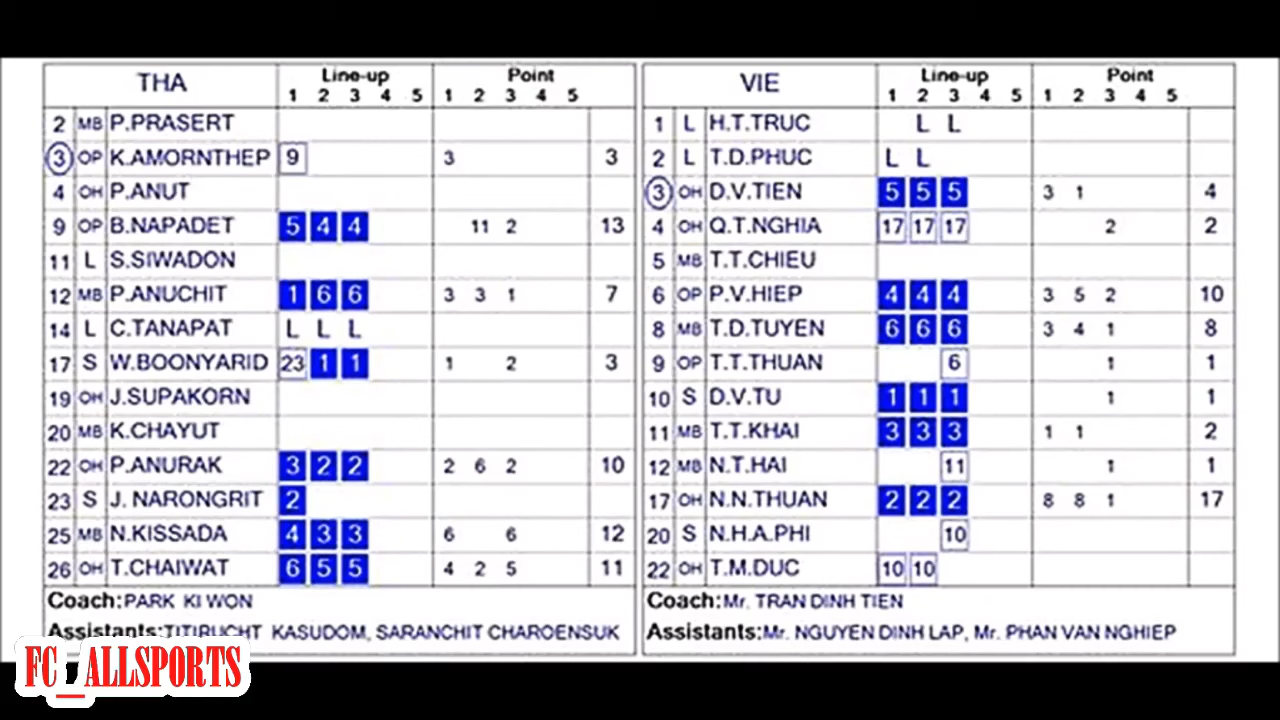 THA Line-up Point
1 2 3 4 5 1 2 3 4 5
2 MB P.PRASERT
3 OP K.AMORNTHEP 9 3 3
4 OH P.ANUT
9 OP B.NAPADET 5 4 4 11 2 13
11 L S.SIWADON
12 MB P.ANUCHIT 1 6 6 3 3 1 7
14 L C.TANAPAT L L L
17 S W.BOONYARID 23 1 1 1 2 3
19 OH J.SUPAKORN
20 MB K.CHAYUT
22 OH P.ANURAK 3 2 2 2 6 2 10
23 S J. NARONGRIT 2
25 MB N.KISSADA 4 3 3 6 6 12
26 OH T.CHAIWAT 6 5 5 4 2 5 11
Coach:PARK KI WON
Assistants:TITIRUCHT KASUDOM, SARANCHIT CHAROENSUK
VIE Line-up Point
1 2 3 4 5 1 2 3 4 5
1 L H.T.TRUC L L
2 L T.D.PHUC L L
3 OH D.V.TIEN 5 5 5 3 1 4
4 OH Q.T.NGHIA 17 17 17 2 2
5 MB T.T.CHIEU
6 OP P.V.HIEP 4 4 4 3 5 2 10
8 MB T.D.TUYEN 6 6 6 3 4 1 8
9 OP T.T.THUAN 6 1 1
10 S D.V.TU 1 1 1 1 1
11 MB T.T.KHAI 3 3 3 1 1 2
12 MB N.T.HAI 11 1 1
17 OH N.N.THUAN 2 2 2 8 8 1 17
20 S N.H.A.PHI 10
22 OH T.M.DUC 10 10
Coach:Mr. TRAN DINH TIEN
Assistants:Mr. NGUYEN DINH LAP, Mr. PHAN VAN NGHIEP
FC_ALLSPORTS